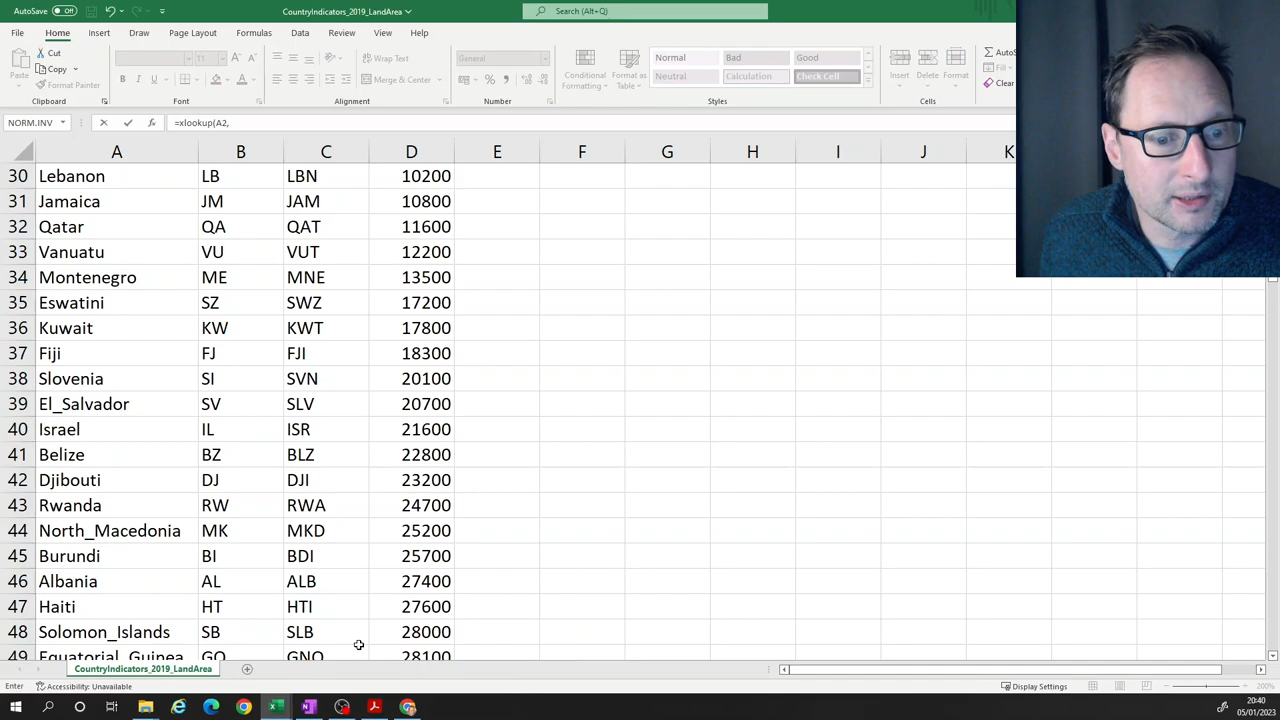 AutoSave Off CountryIndicators_2019_LandArea Search (Alt+Q)
File Home Insert Draw Page Layout Formulas Data Review View Help
Paste Cut Copy Format Painter 11 Wrap Text Merge & Center General Conditional Formatting Format as Table Normal Bad Good Neutral Calculation Check Cell Insert Delete Format Fill Clear
Clipboard Font Alignment Number Styles Cells
NORM.INV =xlookup(A2,
A B C D E F G H I J K
30 Lebanon LB LBN 10200
31 Jamaica JM JAM 10800
32 Qatar QA QAT 11600
33 Vanuatu VU VUT 12200
34 Montenegro ME MNE 13500
35 Eswatini SZ SWZ 17200
36 Kuwait KW KWT 17800
37 Fiji FJ FJI 18300
38 Slovenia SI SVN 20100
39 El_Salvador SV SLV 20700
40 Israel IL ISR 21600
41 Belize BZ BLZ 22800
42 Djibouti DJ DJI 23200
43 Rwanda RW RWA 24700
44 North_Macedonia MK MKD 25200
45 Burundi BI BDI 25700
46 Albania AL ALB 27400
47 Haiti HT HTI 27600
48 Solomon_Islands SB SLB 28000
49 Equatorial_Guinea GQ GNQ 28100
CountryIndicators_2019_LandArea
Enter Accessibility: Unavailable Display Settings 200%
20:40
05/01/2023